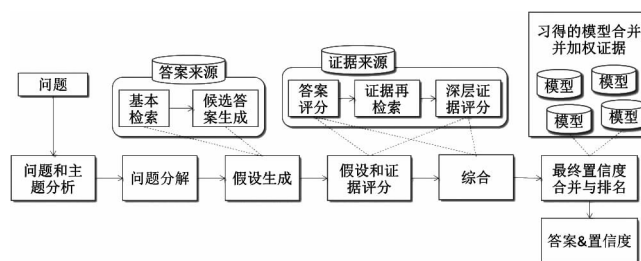 习得的模型合并
并加权证据
答案来源
证据来源
问题
基本
检索
候选答
案生成
答案
评分
证据再
检索
深层证
据评分
模型
模型
模型
模型
问题和主
题分析
问题分解
假设生成
假设和证
据评分
综合
最终置信度
合并与排名
答案&置信度